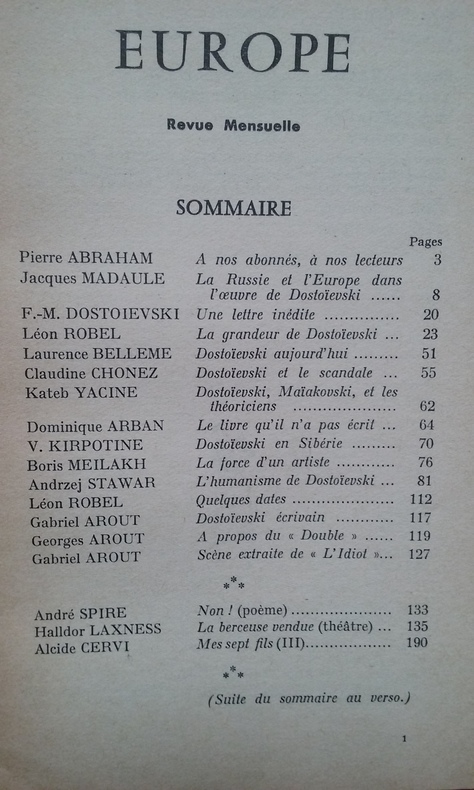 EUROPE
Revue Mensuelle
SOMMAIRE
Pages
Pierre ABRAHAM A nos abonnés, à nos lecteurs 3
Jacques MADAULE La Russie et l'Europe dans
l'œuvre de Dostoïevski ...... 8
F.-M. DOSTOIEVSKI Une lettre inédite ............... 20
Léon ROBEL La grandeur de Dostoïevski ... 23
Laurence BELLEME Dostoïevski aujourd'hui ......... 51
Claudine CHONEZ Dostoïevski et le scandale ... 55
Kateb YACINE Dostoïevski, Maïakovski, et les
théoriciens ..................... 62
Dominique ARBAN Le livre qu'il n'a pas écrit ... 64
V. KIRPOTINE Dostoïevski en Sibérie ......... 70
Boris MEILAKH La force d'un artiste ............ 76
Andrzej STAWAR L'humanisme de Dostoïevski ... 81
Léon ROBEL Quelques dates ..................... 112
Gabriel AROUT Dostoïevski écrivain ............ 117
Georges AROUT A propos du « Double » ...... 119
Gabriel AROUT Scène extraite de « L'Idiot »... 127
***
André SPIRE Non ! (poème)..................... 133
Halldor LAXNESS La berceuse vendue (théâtre) ... 135
Alcide CERVI Mes sept fils (III).................. 190
***
(Suite du sommaire au verso.)
1